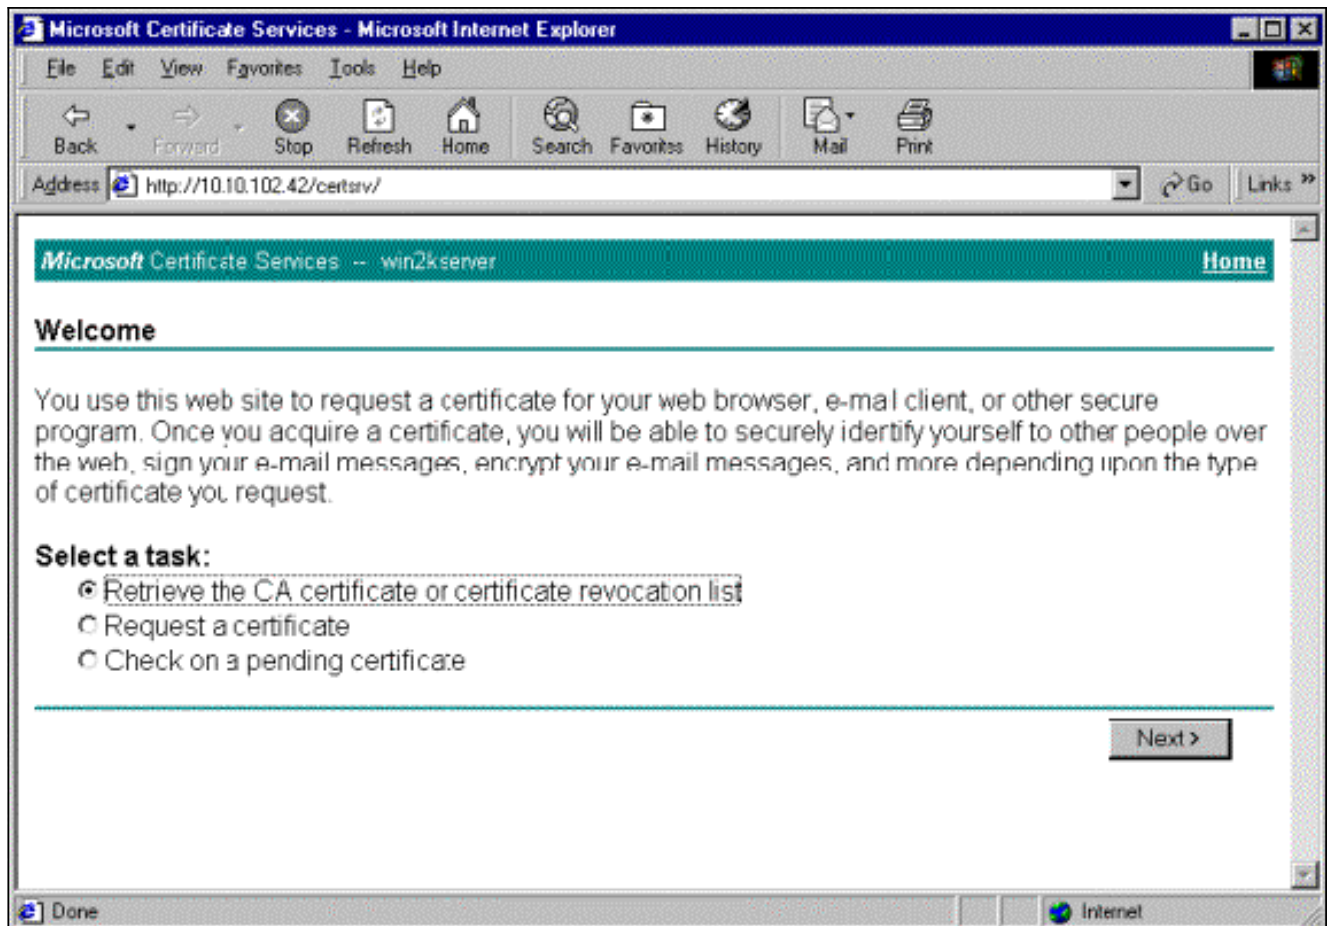 Microsoft Certificate Services - Microsoft Internet Explorer
File Edit View Favorites Tools Help
Back Forward Stop Refresh Home Search Favorites History Mail Print
Address http://10.10.102.42/certsrv/ Go Links »
Microsoft Certificate Services -- win2kserver Home
Welcome
You use this web site to request a certificate for your web browser, e-mail client, or other secure
program. Once you acquire a certificate, you will be able to securely identify yourself to other people over
the web, sign your e-mail messages, encrypt your e-mail messages, and more depending upon the type
of certificate you request.
Select a task:
Retrieve the CA certificate or certificate revocation list
Request a certificate
Check on a pending certificate
Next >
Done Internet